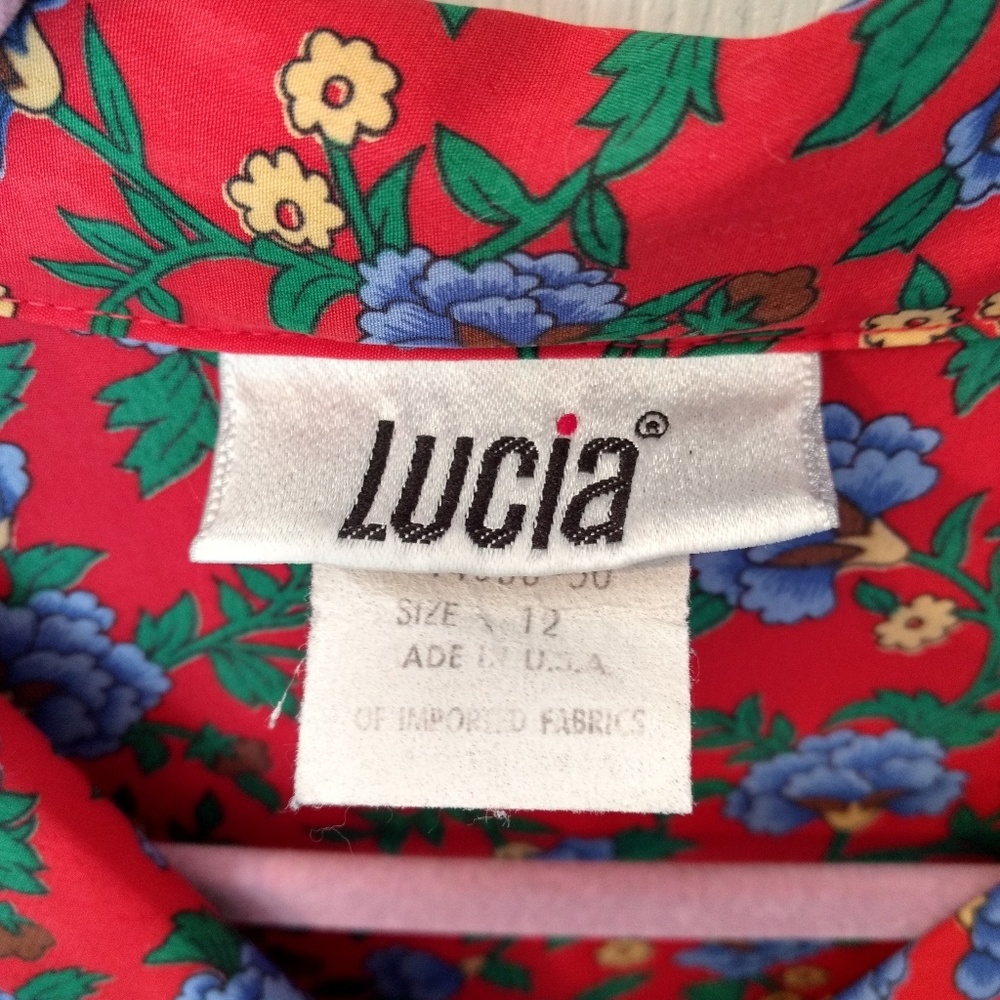 Lucia®
SIZE 12
ADE IN U.S.A
OF IMPORTED FABRICS